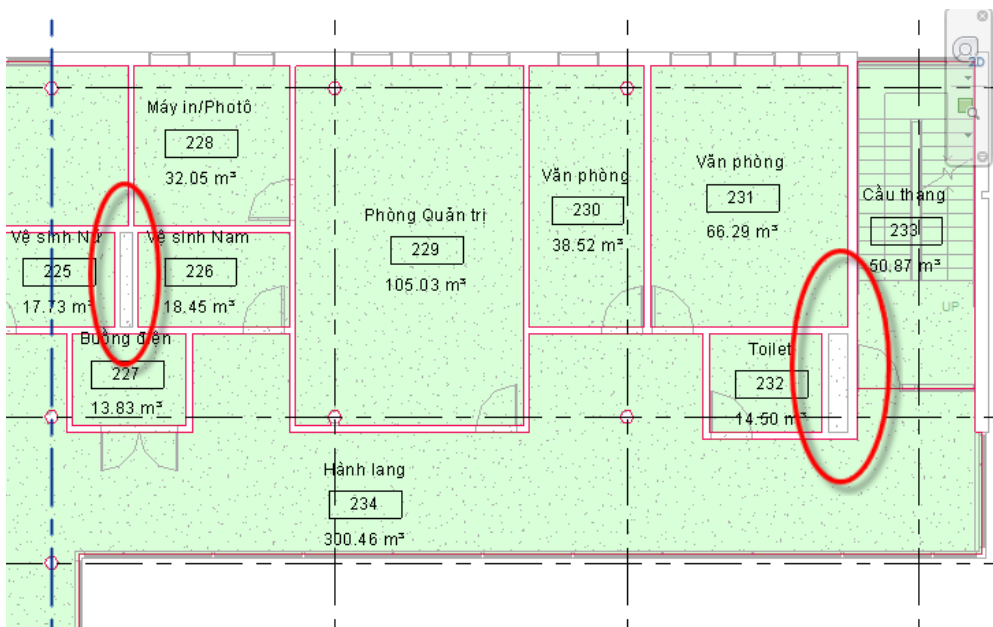 2D
Máy in/Photô
228
32.05 m³
Phòng Quản trị
229
105.03 m³
Văn phòng
230
38.52 m³
Văn phòng
231
66.29 m³
Cầu thang
233
50.87 m³
UP
Vệ sinh Nữ
225
17.73 m³
Vệ sinh Nam
226
18.45 m³
Buồng điện
227
13.83 m³
Toilet
232
14.50 m³
Hành lang
234
300.46 m³